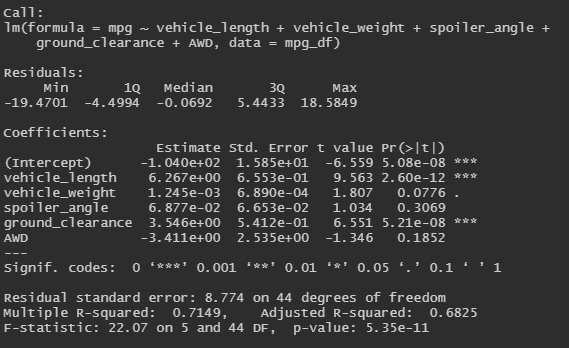 Call:
lm(formula = mpg ~ vehicle_length + vehicle_weight + spoiler_angle +
    ground_clearance + AWD, data = mpg_df)

Residuals:
     Min       1Q   Median       3Q      Max
-19.4701  -4.4994  -0.0692   5.4433  18.5849

Coefficients:
                   Estimate Std. Error t value Pr(>|t|)
(Intercept)      -1.040e+02  1.585e+01  -6.559 5.08e-08 ***
vehicle_length    6.267e+00  6.553e-01   9.563 2.60e-12 ***
vehicle_weight    1.245e-03  6.890e-04   1.807   0.0776 .
spoiler_angle     6.877e-02  6.653e-02   1.034   0.3069
ground_clearance  3.546e+00  5.412e-01   6.551 5.21e-08 ***
AWD              -3.411e+00  2.535e+00  -1.346   0.1852
---
Signif. codes:  0 ‘***’ 0.001 ‘**’ 0.01 ‘*’ 0.05 ‘.’ 0.1 ‘ ’ 1

Residual standard error: 8.774 on 44 degrees of freedom
Multiple R-squared:  0.7149,    Adjusted R-squared:  0.6825
F-statistic: 22.07 on 5 and 44 DF,  p-value: 5.35e-11